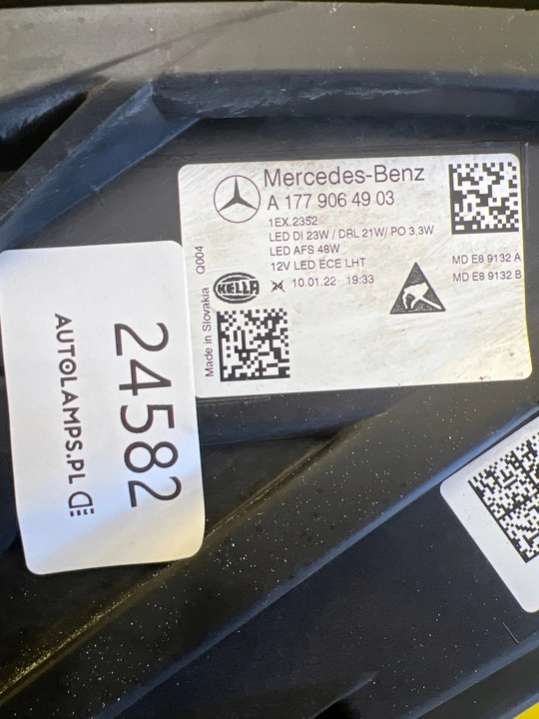 Mercedes-Benz
A 177 906 49 03
1EX.2352
LED DI 23W / DRL 21W/ PO 3,3W
LED AFS 48W
12V LED ECE LHT
HELLA
10.01.22 19:33
MD E8 9132 A
MD E8 9132 B
Made in Slovakia Q004
24582
AUTOLAMPS.PL